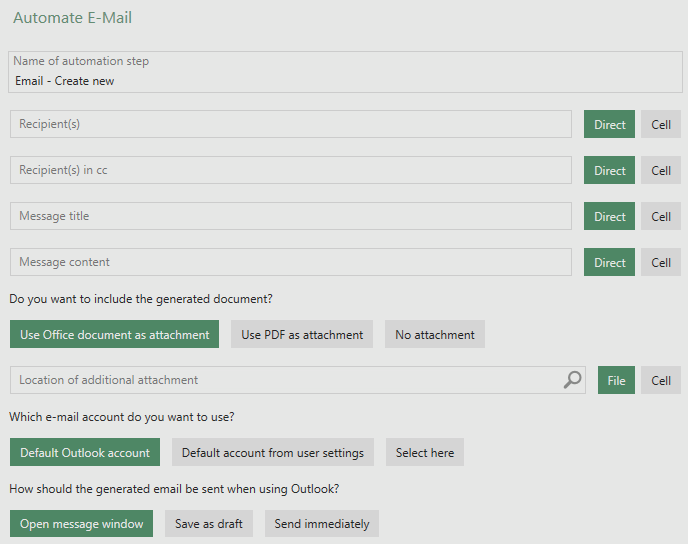 Automate E-Mail
Name of automation step
Email - Create new
Recipient(s) Direct Cell
Recipient(s) in cc Direct Cell
Message title Direct Cell
Message content Direct Cell
Do you want to include the generated document?
Use Office document as attachment Use PDF as attachment No attachment
Location of additional attachment File Cell
Which e-mail account do you want to use?
Default Outlook account Default account from user settings Select here
How should the generated email be sent when using Outlook?
Open message window Save as draft Send immediately